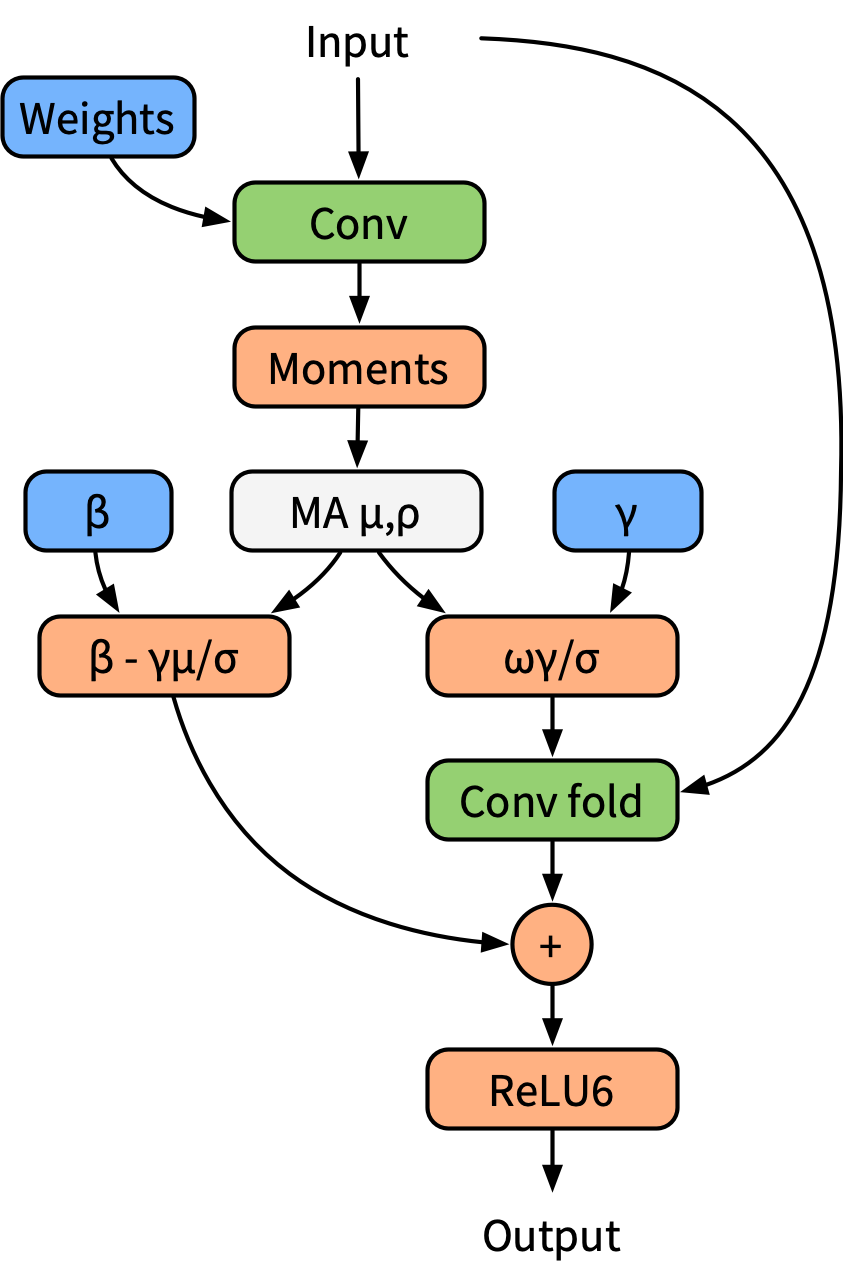 Input
Weights
Conv
Moments
β
MA μ,ρ
γ
β - γμ/σ
ωγ/σ
Conv fold
+
ReLU6
Output